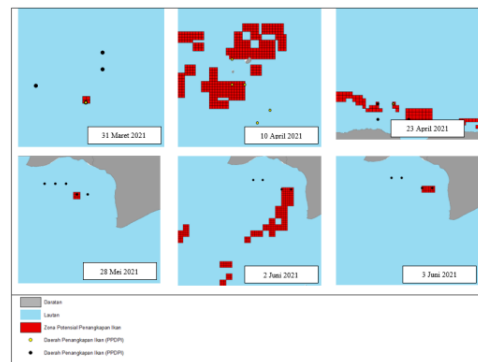 31 Maret 2021
10 April 2021
23 April 2021
28 Mei 2021
2 Juni 2021
3 Juni 2021
Daratan
Lautan
Zona Potensial Penangkapan Ikan
Daerah Penangkapan Ikan (PPDPI)
Daerah Penangkapan Ikan (PPDPI)